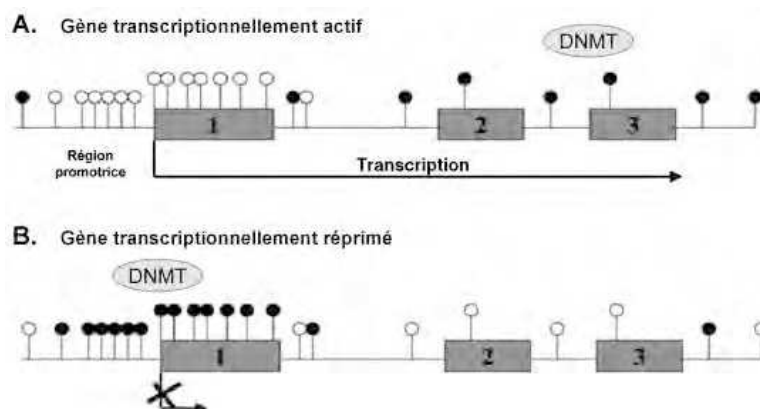 A. Gène transcriptionnellement actif
DNMT
1 2 3
Région
promotrice
Transcription
B. Gène transcriptionnellement réprimé
DNMT
1 2 3